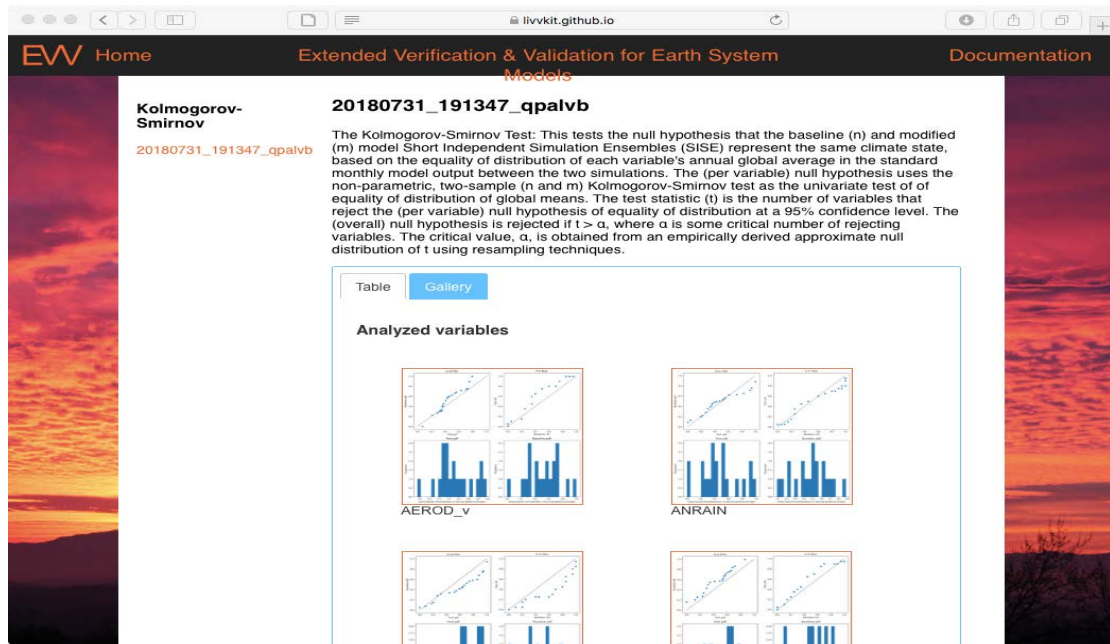 livvkit.github.io
EVV Home
Extended Verification & Validation for Earth System
Models
Documentation
Kolmogorov-
Smirnov
20180731_191347_qpalvb
20180731_191347_qpalvb
The Kolmogorov-Smirnov Test: This tests the null hypothesis that the baseline (n) and modified
(m) model Short Independent Simulation Ensembles (SISE) represent the same climate state,
based on the equality of distribution of each variable's annual global average in the standard
monthly model output between the two simulations. The (per variable) null hypothesis uses the
non-parametric, two-sample (n and m) Kolmogorov-Smirnov test as the univariate test of of
equality of distribution of global means. The test statistic (t) is the number of variables that
reject the (per variable) null hypothesis of equality of distribution at a 95% confidence level. The
(overall) null hypothesis is rejected if t > α, where α is some critical number of rejecting
variables. The critical value, α, is obtained from an empirically derived approximate null
distribution of t using resampling techniques.
Table
Gallery
Analyzed variables
AEROD_v
ANRAIN